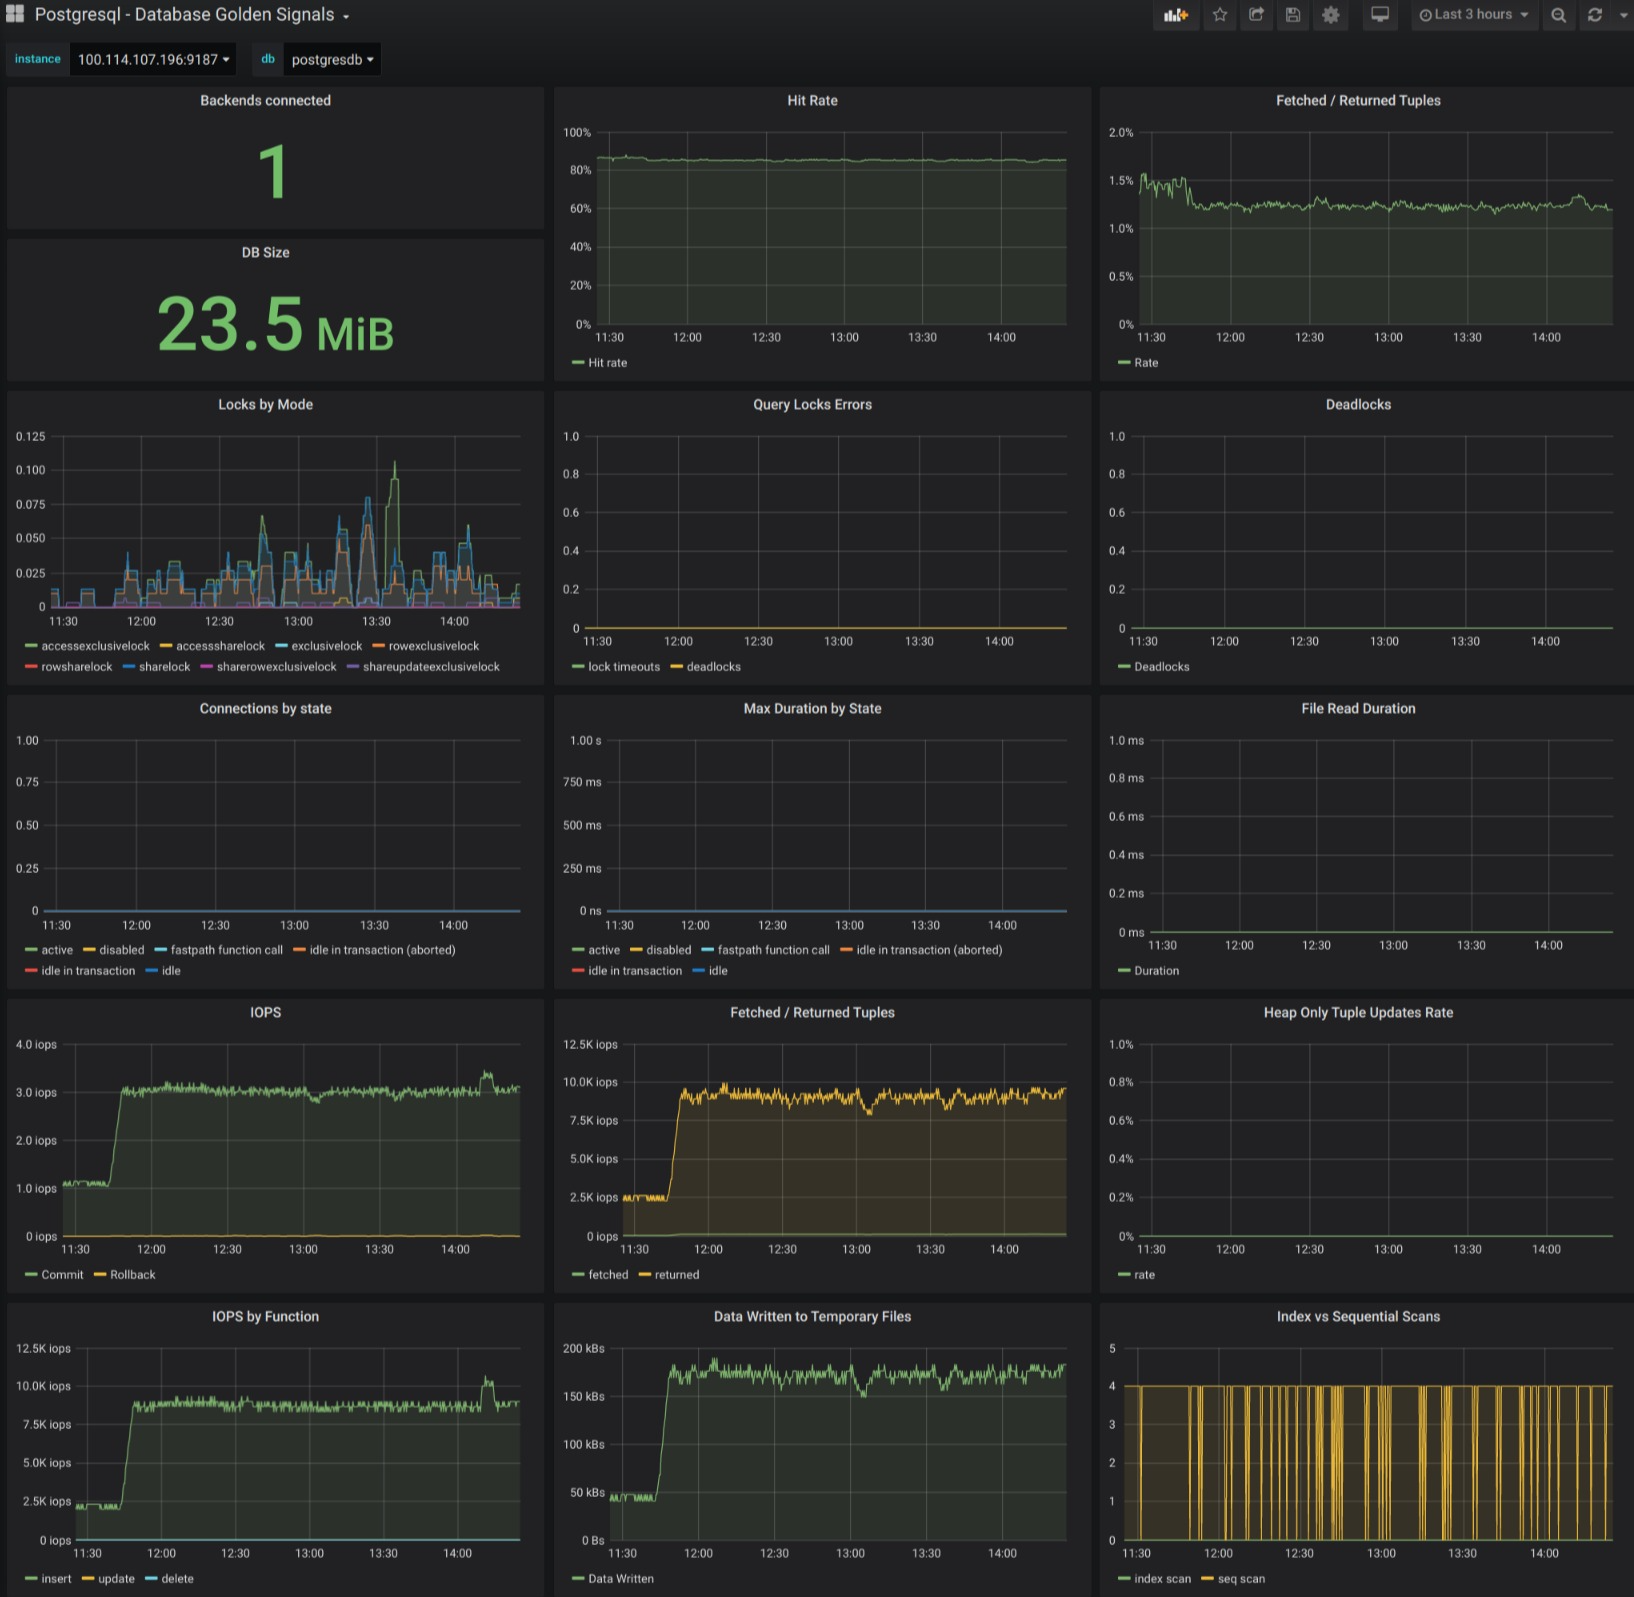 Postgresql - Database Golden Signals
Last 3 hours
instance 100.114.107.196:9187 db postgresdb
Backends connected
1
DB Size
23.5 MiB
Hit Rate
100%
80%
60%
40%
20%
0%
11:30 12:00 12:30 13:00 13:30 14:00
Hit rate
Fetched / Returned Tuples
2.0%
1.5%
1.0%
0.5%
0%
11:30 12:00 12:30 13:00 13:30 14:00
Rate
Locks by Mode
0.125
0.100
0.075
0.050
0.025
0
11:30 12:00 12:30 13:00 13:30 14:00
accessexclusivelock accesssharelock exclusivelock rowexclusivelock
rowsharelock sharelock sharerowexclusivelock shareupdateexclusivelock
Query Locks Errors
1.0
0.8
0.6
0.4
0.2
0
11:30 12:00 12:30 13:00 13:30 14:00
lock timeouts deadlocks
Deadlocks
1.0
0.8
0.6
0.4
0.2
0
11:30 12:00 12:30 13:00 13:30 14:00
Deadlocks
Connections by state
1.00
0.75
0.50
0.25
0
11:30 12:00 12:30 13:00 13:30 14:00
active disabled fastpath function call idle in transaction (aborted)
idle in transaction idle
Max Duration by State
1.00 s
750 ms
500 ms
250 ms
0 ns
11:30 12:00 12:30 13:00 13:30 14:00
active disabled fastpath function call idle in transaction (aborted)
idle in transaction idle
File Read Duration
1.0 ms
0.8 ms
0.6 ms
0.4 ms
0.2 ms
0 ms
11:30 12:00 12:30 13:00 13:30 14:00
Duration
IOPS
4.0 iops
3.0 iops
2.0 iops
1.0 iops
0 iops
11:30 12:00 12:30 13:00 13:30 14:00
Commit Rollback
Fetched / Returned Tuples
12.5K iops
10.0K iops
7.5K iops
5.0K iops
2.5K iops
0 iops
11:30 12:00 12:30 13:00 13:30 14:00
fetched returned
Heap Only Tuple Updates Rate
1.0%
0.8%
0.6%
0.4%
0.2%
0%
11:30 12:00 12:30 13:00 13:30 14:00
rate
IOPS by Function
12.5K iops
10.0K iops
7.5K iops
5.0K iops
2.5K iops
0 iops
11:30 12:00 12:30 13:00 13:30 14:00
insert update delete
Data Written to Temporary Files
200 kBs
150 kBs
100 kBs
50 kBs
0 Bs
11:30 12:00 12:30 13:00 13:30 14:00
Data Written
Index vs Sequential Scans
5
4
3
2
1
0
11:30 12:00 12:30 13:00 13:30 14:00
index scan seq scan